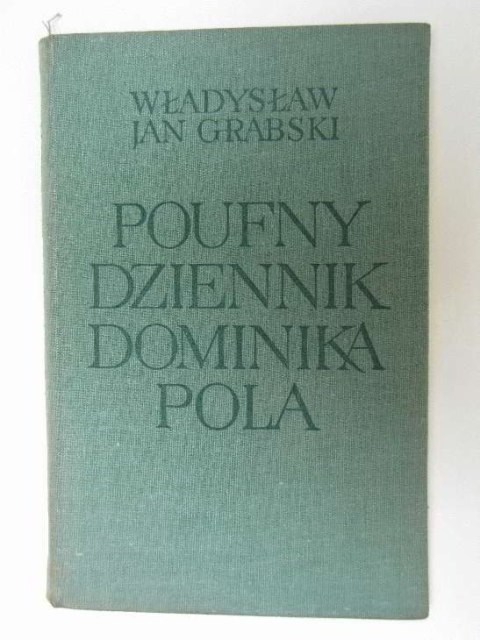 WŁADYSŁAW
JAN GRABSKI
POUFNY
DZIENNIK
DOMINIKA
POLA